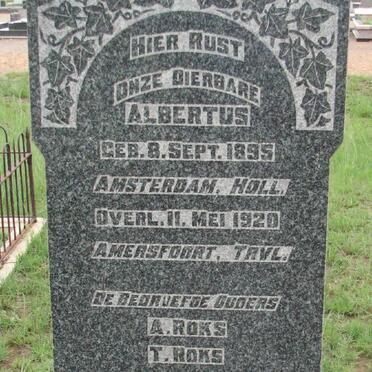 HIER RUST
ONZE DIERBARE
ALBERTUS
GEB. 8. SEPT. 1895
AMSTERDAM, HOLL.
OVERL. 11. MEI 1920
AMERSFOORT, TRVL.
DE BEDROEFDE OUDERS
A. ROKS
T. ROKS